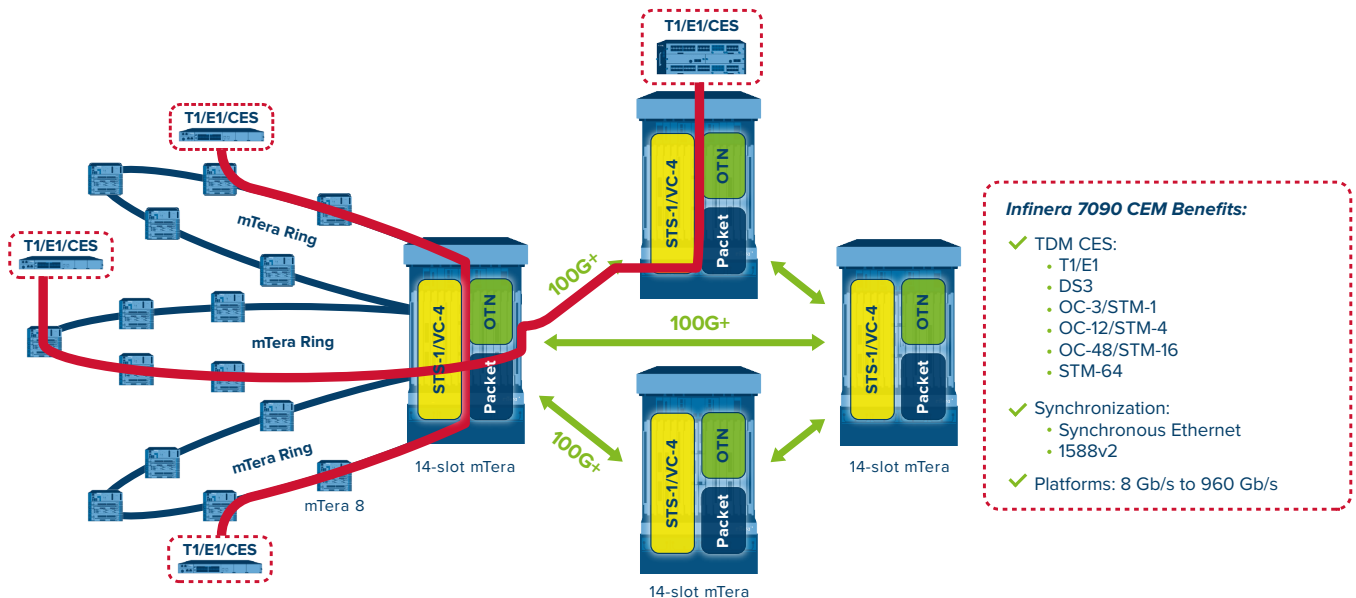 T1/E1/CES
T1/E1/CES
mTera Ring
T1/E1/CES
mTera Ring
mTera Ring
mTera 8
T1/E1/CES
STS-1/VC-4
OTN
Packet
14-slot mTera
100G+
100G+
100G+
STS-1/VC-4
OTN
Packet
STS-1/VC-4
OTN
Packet
14-slot mTera
STS-1/VC-4
OTN
Packet
14-slot mTera
Infinera 7090 CEM Benefits:
✓ TDM CES:
• T1/E1
• DS3
• OC-3/STM-1
• OC-12/STM-4
• OC-48/STM-16
• STM-64
✓ Synchronization:
• Synchronous Ethernet
• 1588v2
✓ Platforms: 8 Gb/s to 960 Gb/s